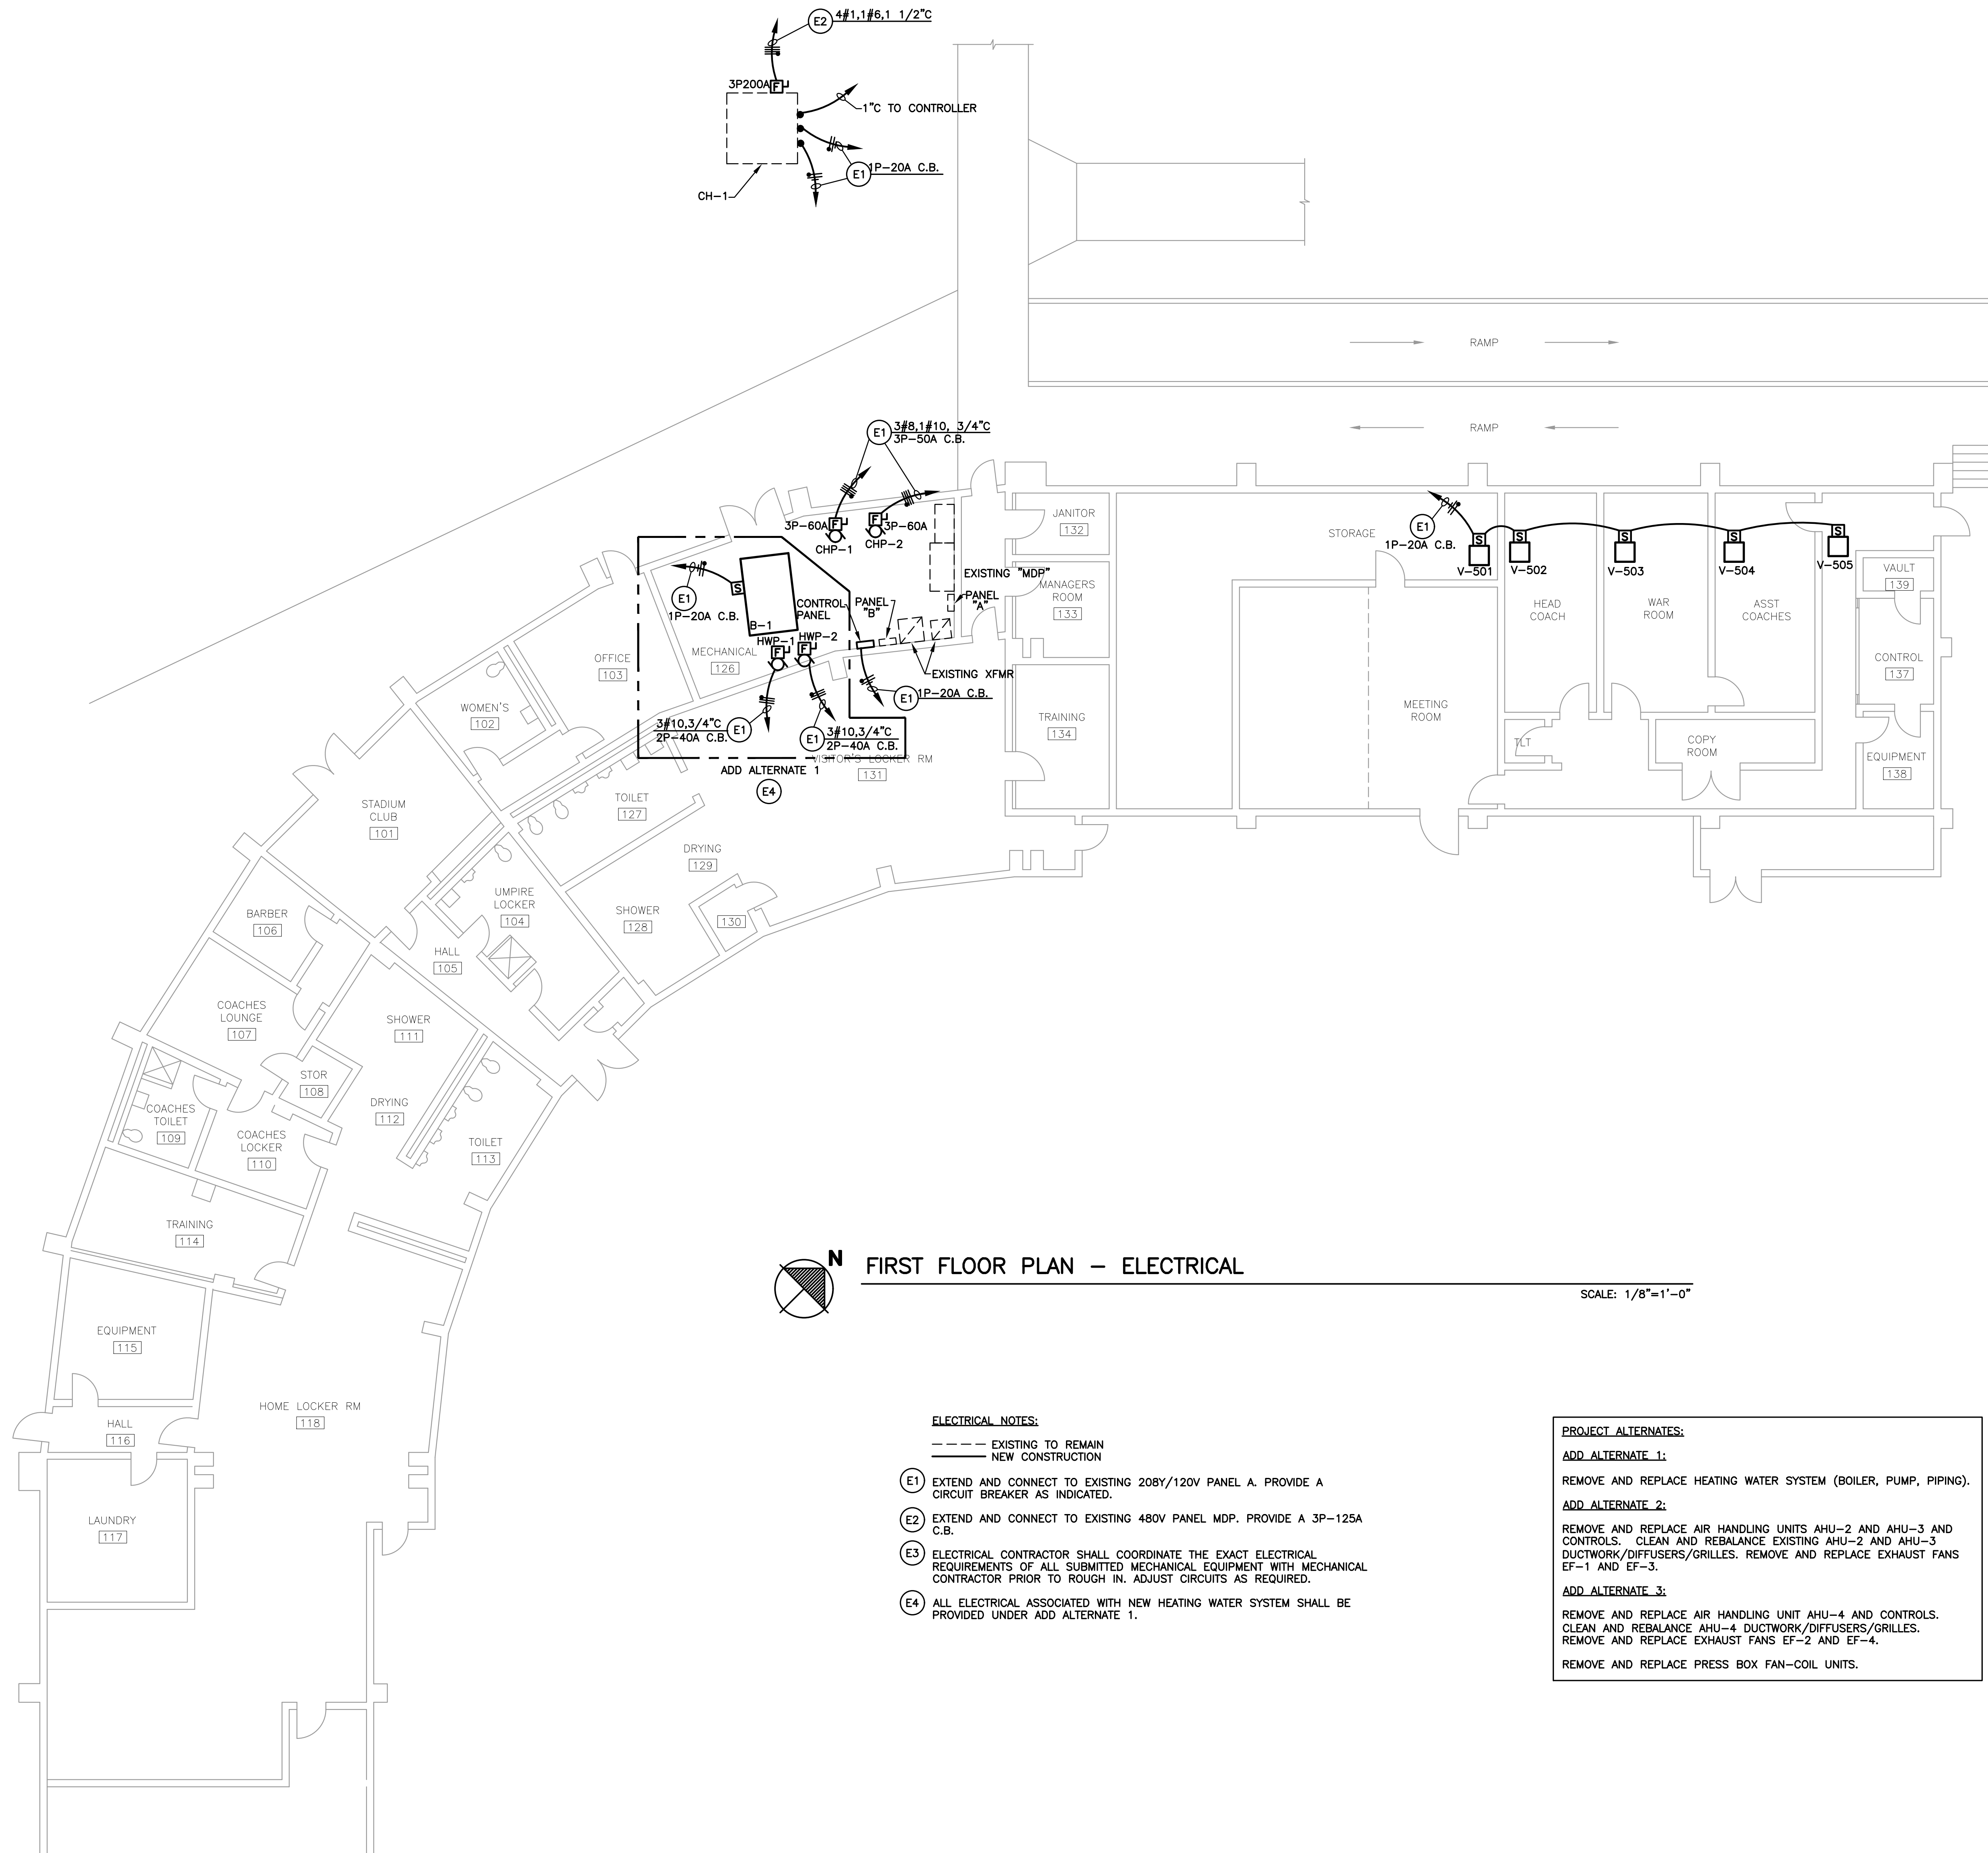 E2 4#1,1#6,1 1/2"C
3P200A
F
1"C TO CONTROLLER
E1 1P-20A C.B.
CH-1
RAMP
RAMP
E1 3#8,1#10, 3/4"C
3P-50A C.B.
3P-60A F
F 3P-60A
CHP-1
CHP-2
EXISTING "MDP"
PANEL
"A"
JANITOR
132
MANAGERS
ROOM
133
TRAINING
134
STORAGE
E1
1P-20A C.B.
S
S
S
S
S
V-501
V-502
V-503
V-504
V-505
VAULT
139
HEAD
COACH
WAR
ROOM
ASST
COACHES
CONTROL
137
MEETING
ROOM
TLT
COPY
ROOM
EQUIPMENT
138
E1
1P-20A C.B.
S
B-1
CONTROL
PANEL
PANEL
"B"
HWP-1
HWP-2
F
F
MECHANICAL
126
EXISTING XFMR
E1 1P-20A C.B.
3#10,3/4"C
2P-40A C.B.
E1
E1 3#10,3/4"C
2P-40A C.B.
VISITOR'S LOCKER RM
131
ADD ALTERNATE 1
E4
OFFICE
103
WOMEN'S
102
STADIUM
CLUB
101
TOILET
127
DRYING
129
SHOWER
128
130
UMPIRE
LOCKER
104
HALL
105
BARBER
106
COACHES
LOUNGE
107
SHOWER
111
STOR
108
DRYING
112
COACHES
TOILET
109
COACHES
LOCKER
110
TOILET
113
TRAINING
114
EQUIPMENT
115
HOME LOCKER RM
118
HALL
116
LAUNDRY
117
N
FIRST FLOOR PLAN - ELECTRICAL
SCALE: 1/8"=1'-0"
ELECTRICAL NOTES:
EXISTING TO REMAIN
NEW CONSTRUCTION
E1 EXTEND AND CONNECT TO EXISTING 208Y/120V PANEL A. PROVIDE A
CIRCUIT BREAKER AS INDICATED.
E2 EXTEND AND CONNECT TO EXISTING 480V PANEL MDP. PROVIDE A 3P-125A
C.B.
E3 ELECTRICAL CONTRACTOR SHALL COORDINATE THE EXACT ELECTRICAL
REQUIREMENTS OF ALL SUBMITTED MECHANICAL EQUIPMENT WITH MECHANICAL
CONTRACTOR PRIOR TO ROUGH IN. ADJUST CIRCUITS AS REQUIRED.
E4 ALL ELECTRICAL ASSOCIATED WITH NEW HEATING WATER SYSTEM SHALL BE
PROVIDED UNDER ADD ALTERNATE 1.
PROJECT ALTERNATES:
ADD ALTERNATE 1:
REMOVE AND REPLACE HEATING WATER SYSTEM (BOILER, PUMP, PIPING).
ADD ALTERNATE 2:
REMOVE AND REPLACE AIR HANDLING UNITS AHU-2 AND AHU-3 AND
CONTROLS. CLEAN AND REBALANCE EXISTING AHU-2 AND AHU-3
DUCTWORK/DIFFUSERS/GRILLES. REMOVE AND REPLACE EXHAUST FANS
EF-1 AND EF-3.
ADD ALTERNATE 3:
REMOVE AND REPLACE AIR HANDLING UNIT AHU-4 AND CONTROLS.
CLEAN AND REBALANCE AHU-4 DUCTWORK/DIFFUSERS/GRILLES.
REMOVE AND REPLACE EXHAUST FANS EF-2 AND EF-4.
REMOVE AND REPLACE PRESS BOX FAN-COIL UNITS.